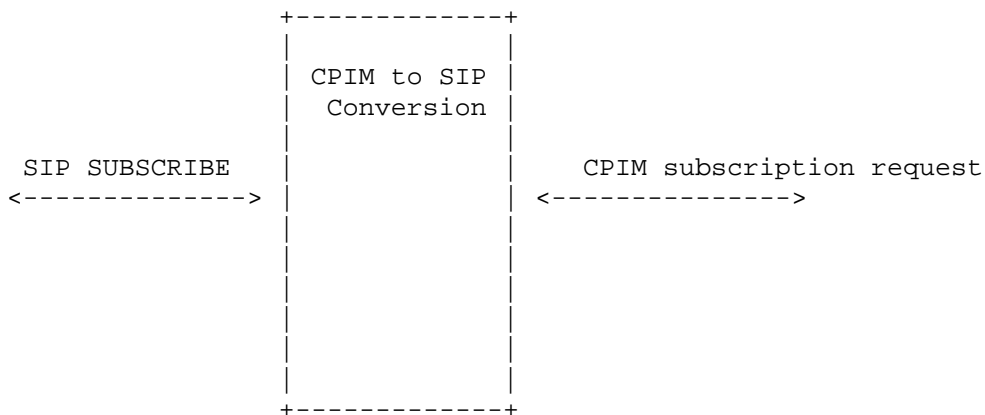 CPIM to SIP
Conversion
SIP SUBSCRIBE
CPIM subscription request